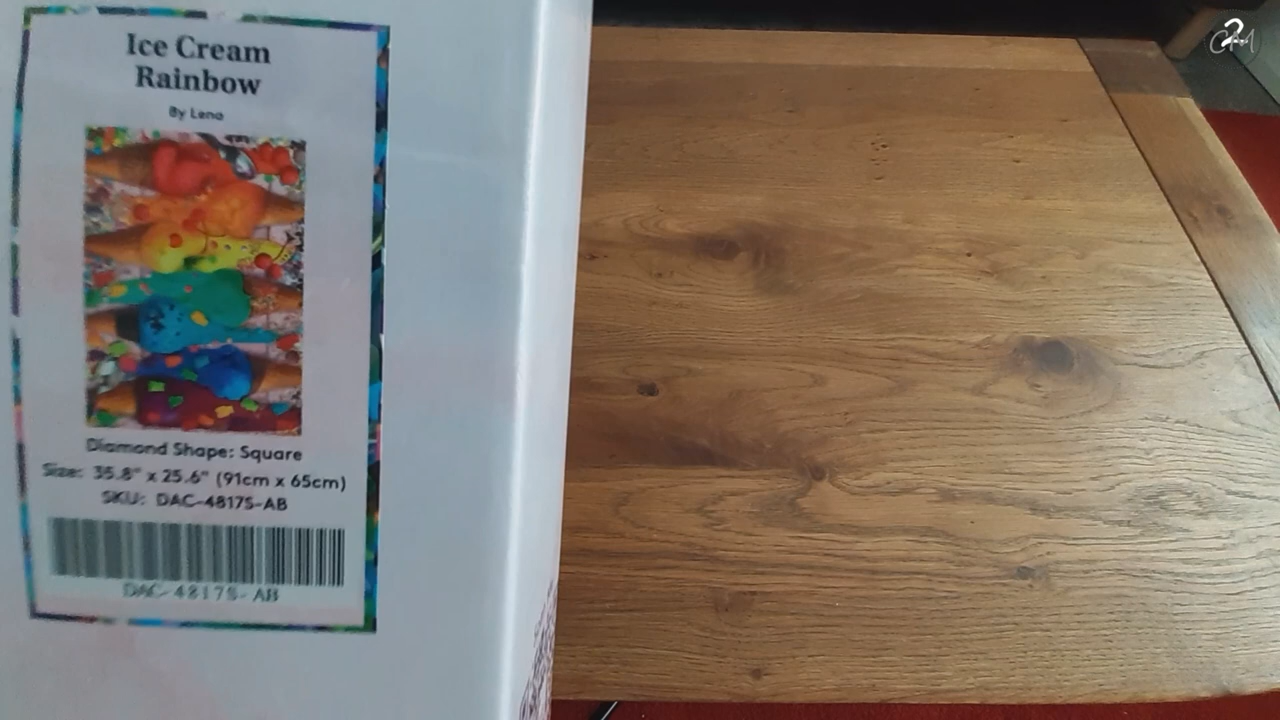 Ice Cream
Rainbow
By Lena
Diamond Shape: Square
Size: 35.8" x 25.6" (91cm x 65cm)
SKU: DAC-4817S-AB
DAC-4817S-AB